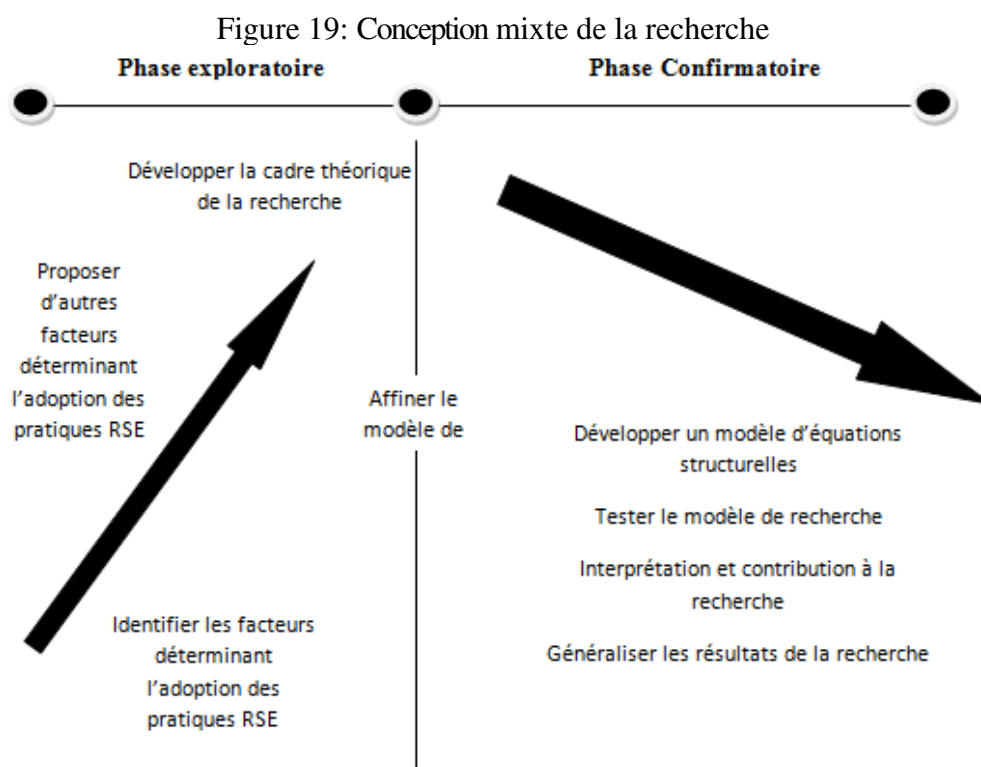 Figure 19: Conception mixte de la recherche
Phase exploratoire
Phase Confirmatoire
Développer la cadre théorique
de la recherche
Proposer
d'autres
facteurs
déterminant
l'adoption des
pratiques RSE
Identifier les facteurs
déterminant
l'adoption des
pratiques RSE
Affiner le
modèle de
Développer un modèle d'équations
structurelles
Tester le modèle de recherche
Interprétation et contribution à la
recherche
Généraliser les résultats de la recherche